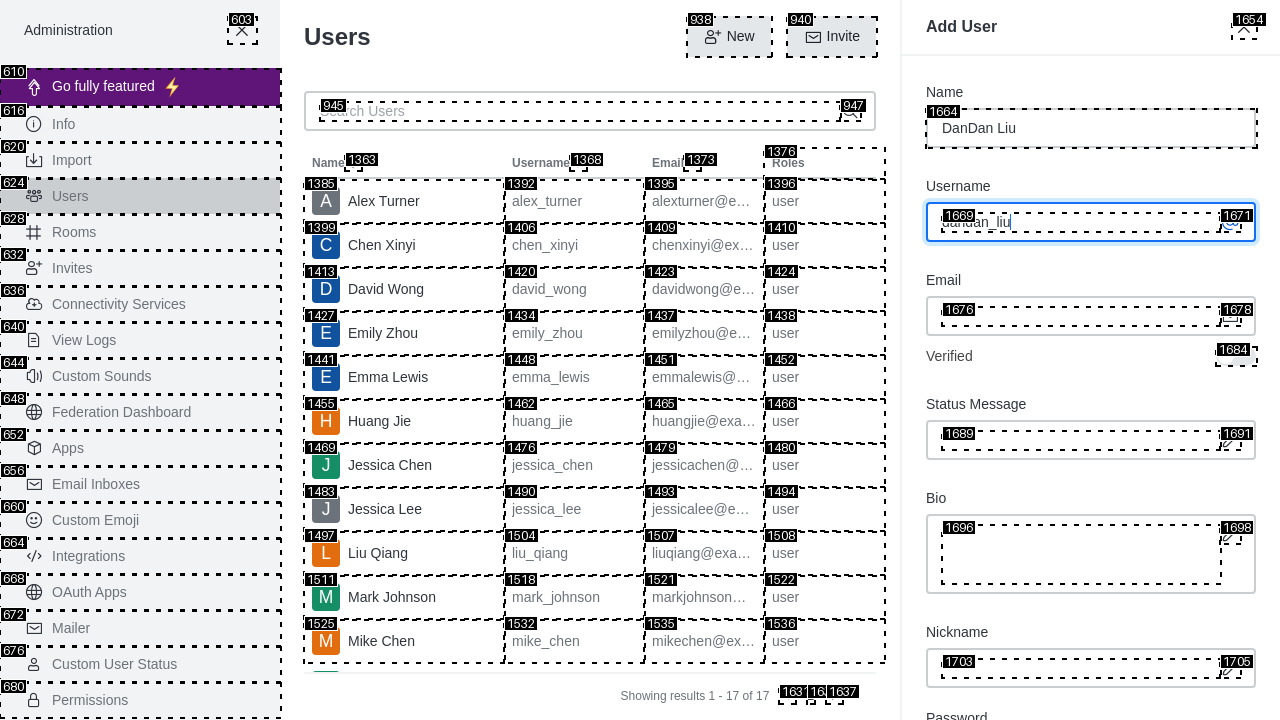 Administration
603
610
Go fully featured ⚡
616
Info
620
Import
624
Users
628
Rooms
632
Invites
636
Connectivity Services
640
View Logs
644
Custom Sounds
648
Federation Dashboard
652
Apps
656
Email Inboxes
660
Custom Emoji
664
Integrations
668
OAuth Apps
672
Mailer
676
Custom User Status
680
Permissions
Users
938
New
940
Invite
945
Search Users
947
Name 1363 Username 1368 Email 1373 1376 Roles
1385 A Alex Turner 1392 alex_turner 1395 alexturner@e… 1396 user
1399 C Chen Xinyi 1406 chen_xinyi 1409 chenxinyi@ex… 1410 user
1413 D David Wong 1420 david_wong 1423 davidwong@e… 1424 user
1427 E Emily Zhou 1434 emily_zhou 1437 emilyzhou@e… 1438 user
1441 E Emma Lewis 1448 emma_lewis 1451 emmalewis@… 1452 user
1455 H Huang Jie 1462 huang_jie 1465 huangjie@exa… 1466 user
1469 J Jessica Chen 1476 jessica_chen 1479 jessicachen@… 1480 user
1483 J Jessica Lee 1490 jessica_lee 1493 jessicalee@e… 1494 user
1497 L Liu Qiang 1504 liu_qiang 1507 liuqiang@exa… 1508 user
1511 M Mark Johnson 1518 mark_johnson 1521 markjohnson… 1522 user
1525 M Mike Chen 1532 mike_chen 1535 mikechen@ex… 1536 user
Showing results 1 - 17 of 17
1637
Add User
1654
Name
1664
DanDan Liu
Username
1669
dandan_liu
1671
Email
1676
1678
Verified
1684
Status Message
1689
1691
Bio
1696
1698
Nickname
1703
1705
Password